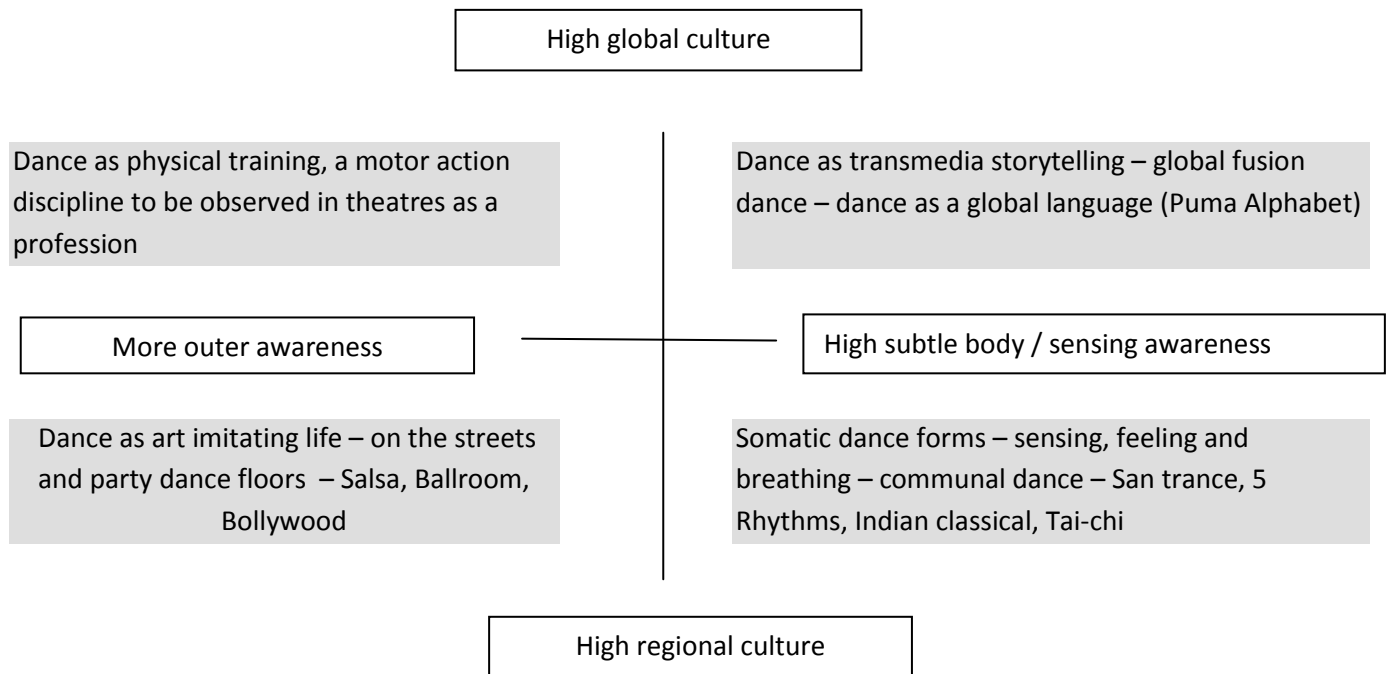 High global culture
Dance as physical training, a motor action
discipline to be observed in theatres as a
profession
Dance as transmedia storytelling – global fusion
dance – dance as a global language (Puma Alphabet)
More outer awareness
High subtle body / sensing awareness
Dance as art imitating life – on the streets
and party dance floors – Salsa, Ballroom,
Bollywood
Somatic dance forms – sensing, feeling and
breathing – communal dance – San trance, 5
Rhythms, Indian classical, Tai-chi
High regional culture